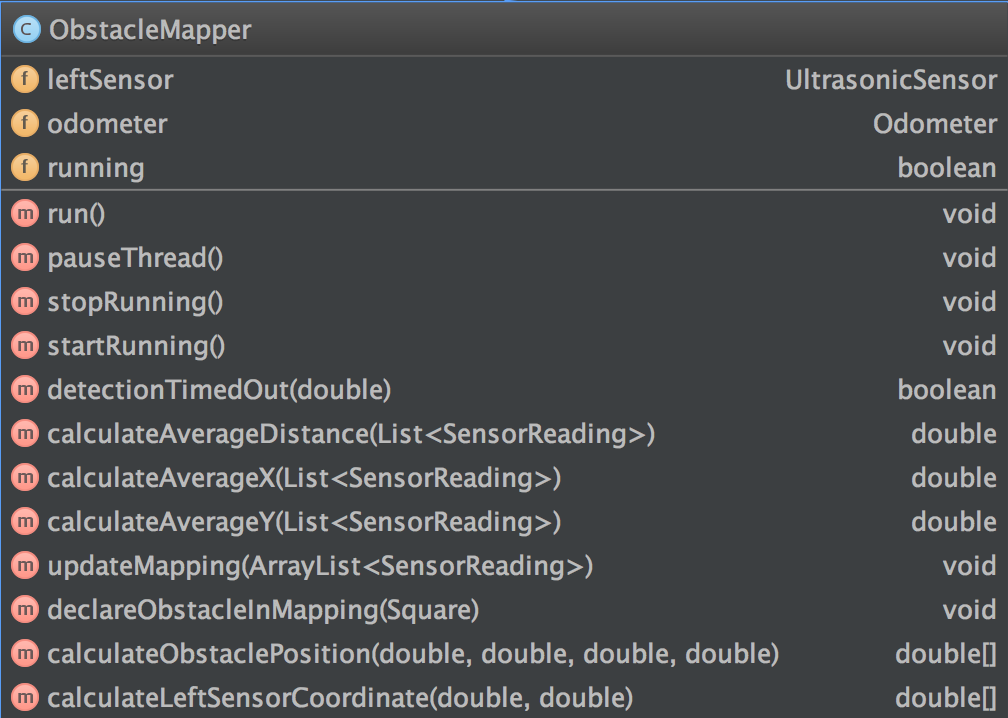 C ObstacleMapper
f leftSensor UltrasonicSensor
f odometer Odometer
f running boolean
m run() void
m pauseThread() void
m stopRunning() void
m startRunning() void
m detectionTimedOut(double) boolean
m calculateAverageDistance(List<SensorReading>) double
m calculateAverageX(List<SensorReading>) double
m calculateAverageY(List<SensorReading>) double
m updateMapping(ArrayList<SensorReading>) void
m declareObstacleInMapping(Square) void
m calculateObstaclePosition(double, double, double, double) double[]
m calculateLeftSensorCoordinate(double, double) double[]